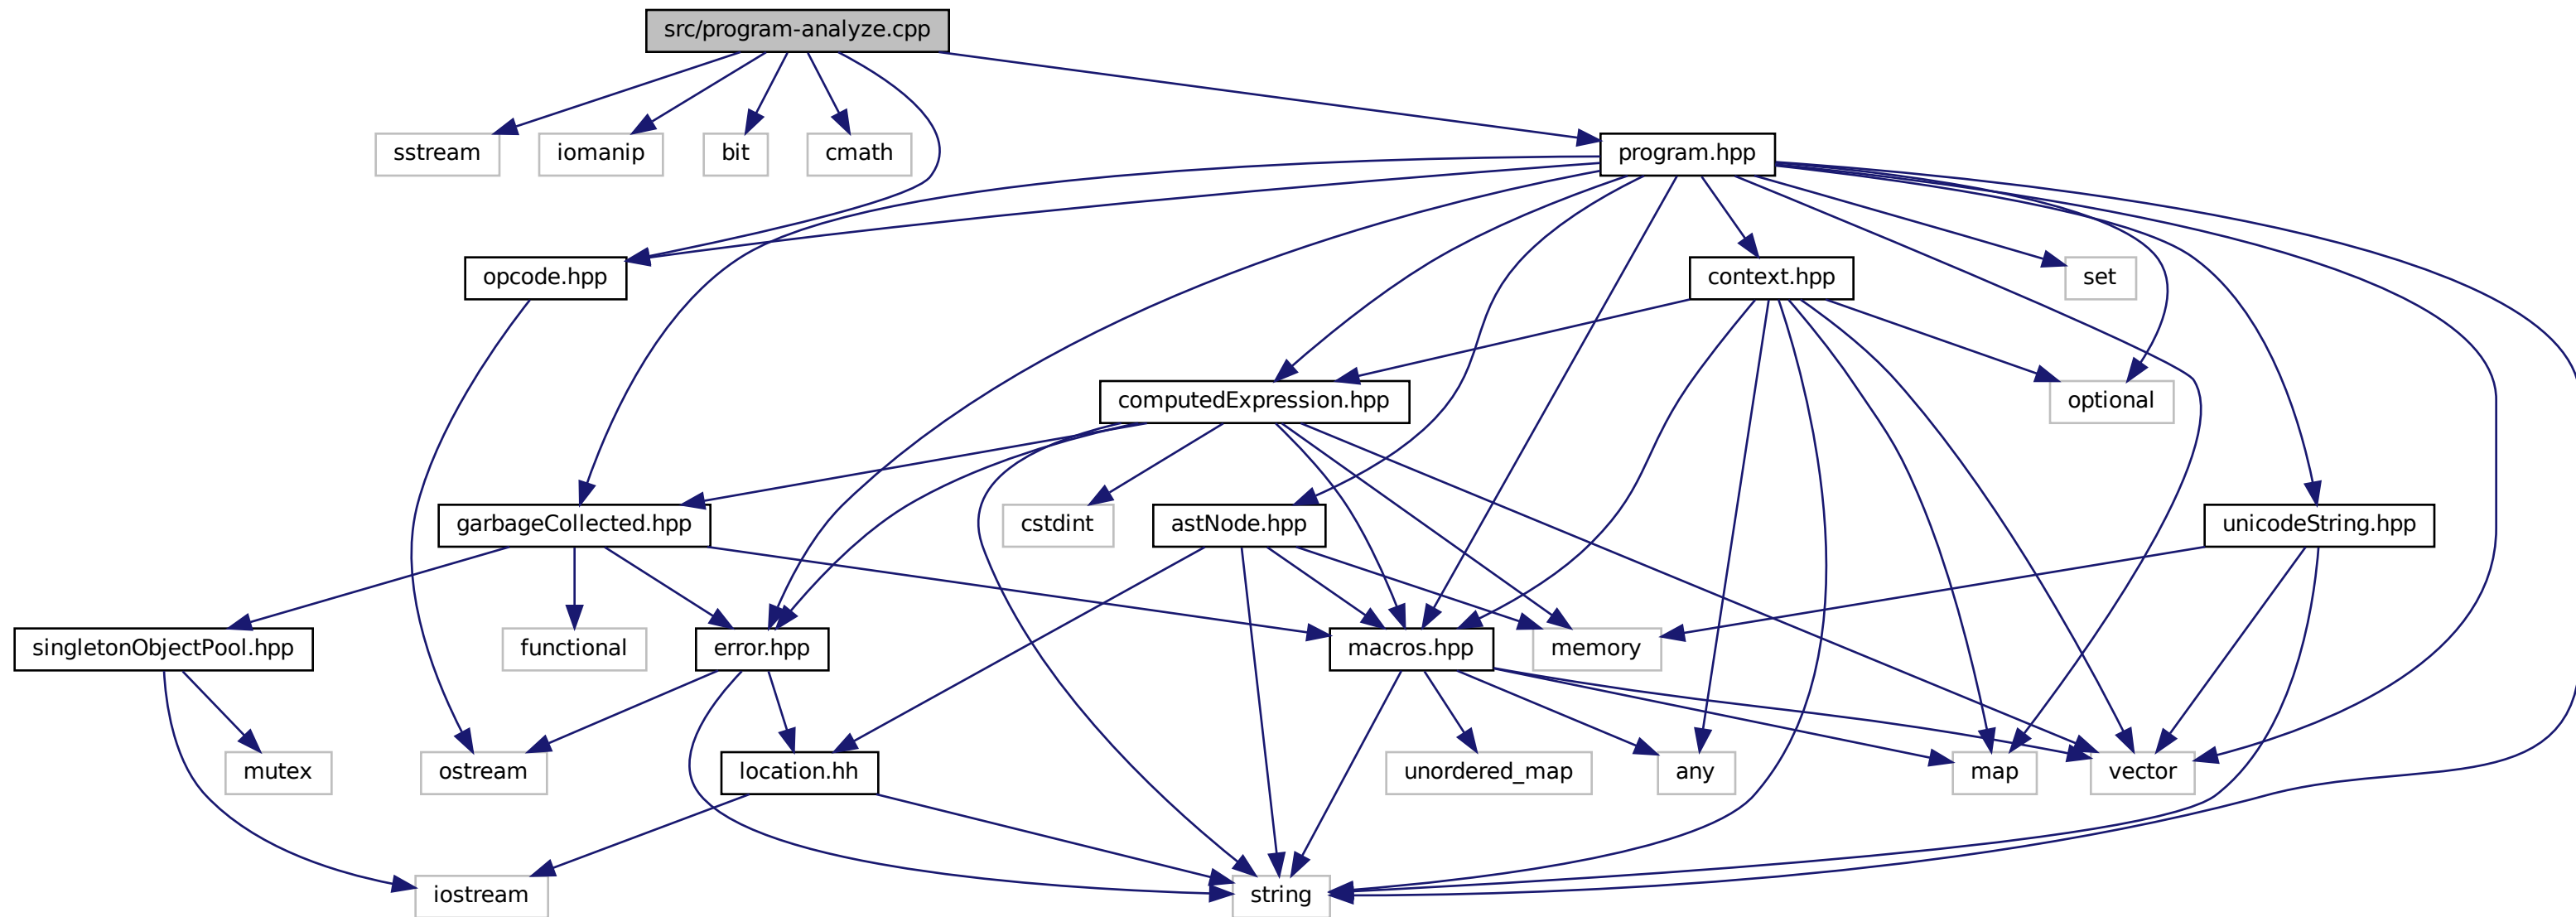 src/program-analyze.cpp
sstream
iomanip
bit
cmath
program.hpp
opcode.hpp
context.hpp
set
computedExpression.hpp
optional
garbageCollected.hpp
cstdint
astNode.hpp
unicodeString.hpp
singletonObjectPool.hpp
functional
error.hpp
macros.hpp
memory
mutex
ostream
location.hh
unordered_map
any
map
vector
iostream
string